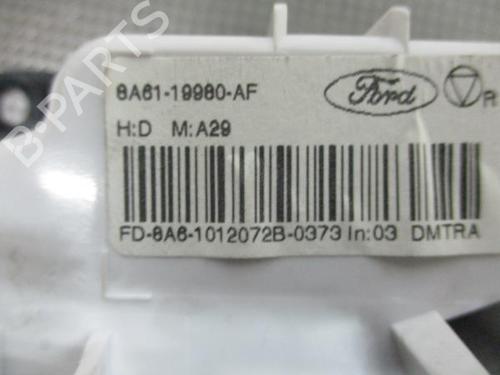 B-PARTS
8A61-19980-AF
Ford
R
H:D M:A29
FD-8A6-1012072B-0373 In:03 DMTRA